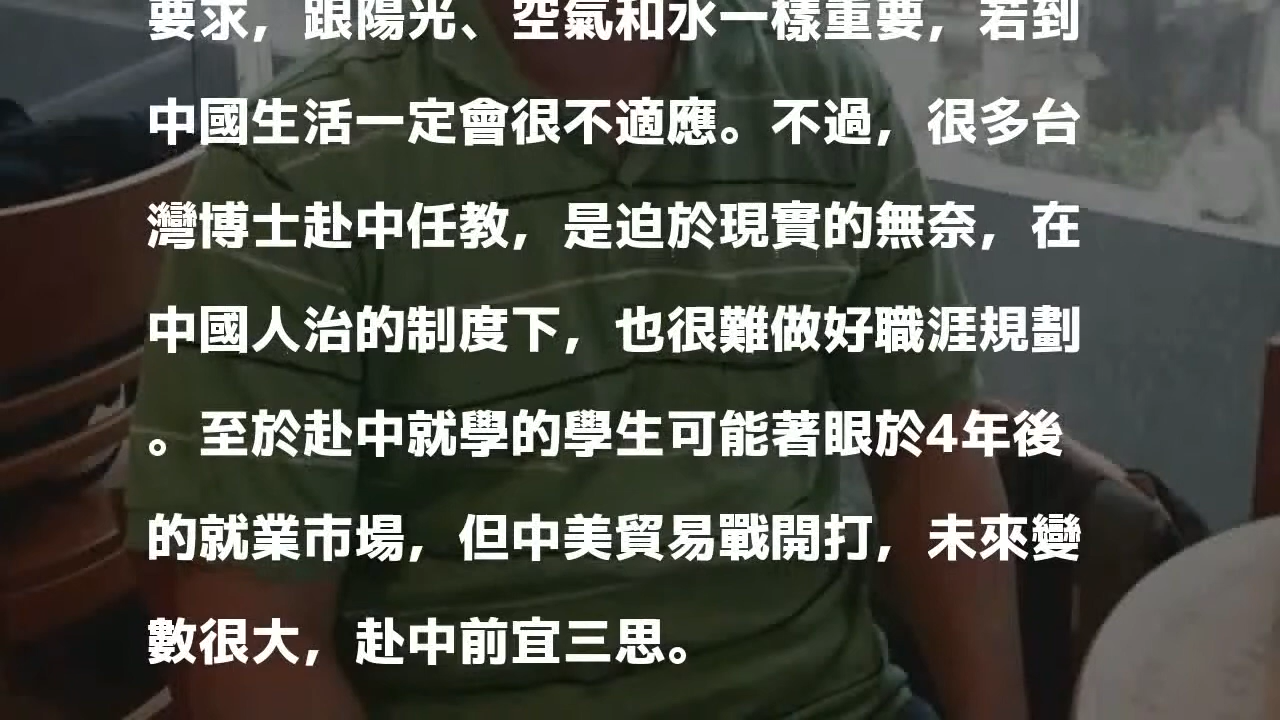 要求，跟陽光、空氣和水一樣重要，若到
中國生活一定會很不適應。不過，很多台
灣博士赴中任教，是迫於現實的無奈，在
中國人治的制度下，也很難做好職涯規劃
。至於赴中就學的學生可能著眼於4年後
的就業市場，但中美貿易戰開打，未來變
數很大，赴中前宜三思。